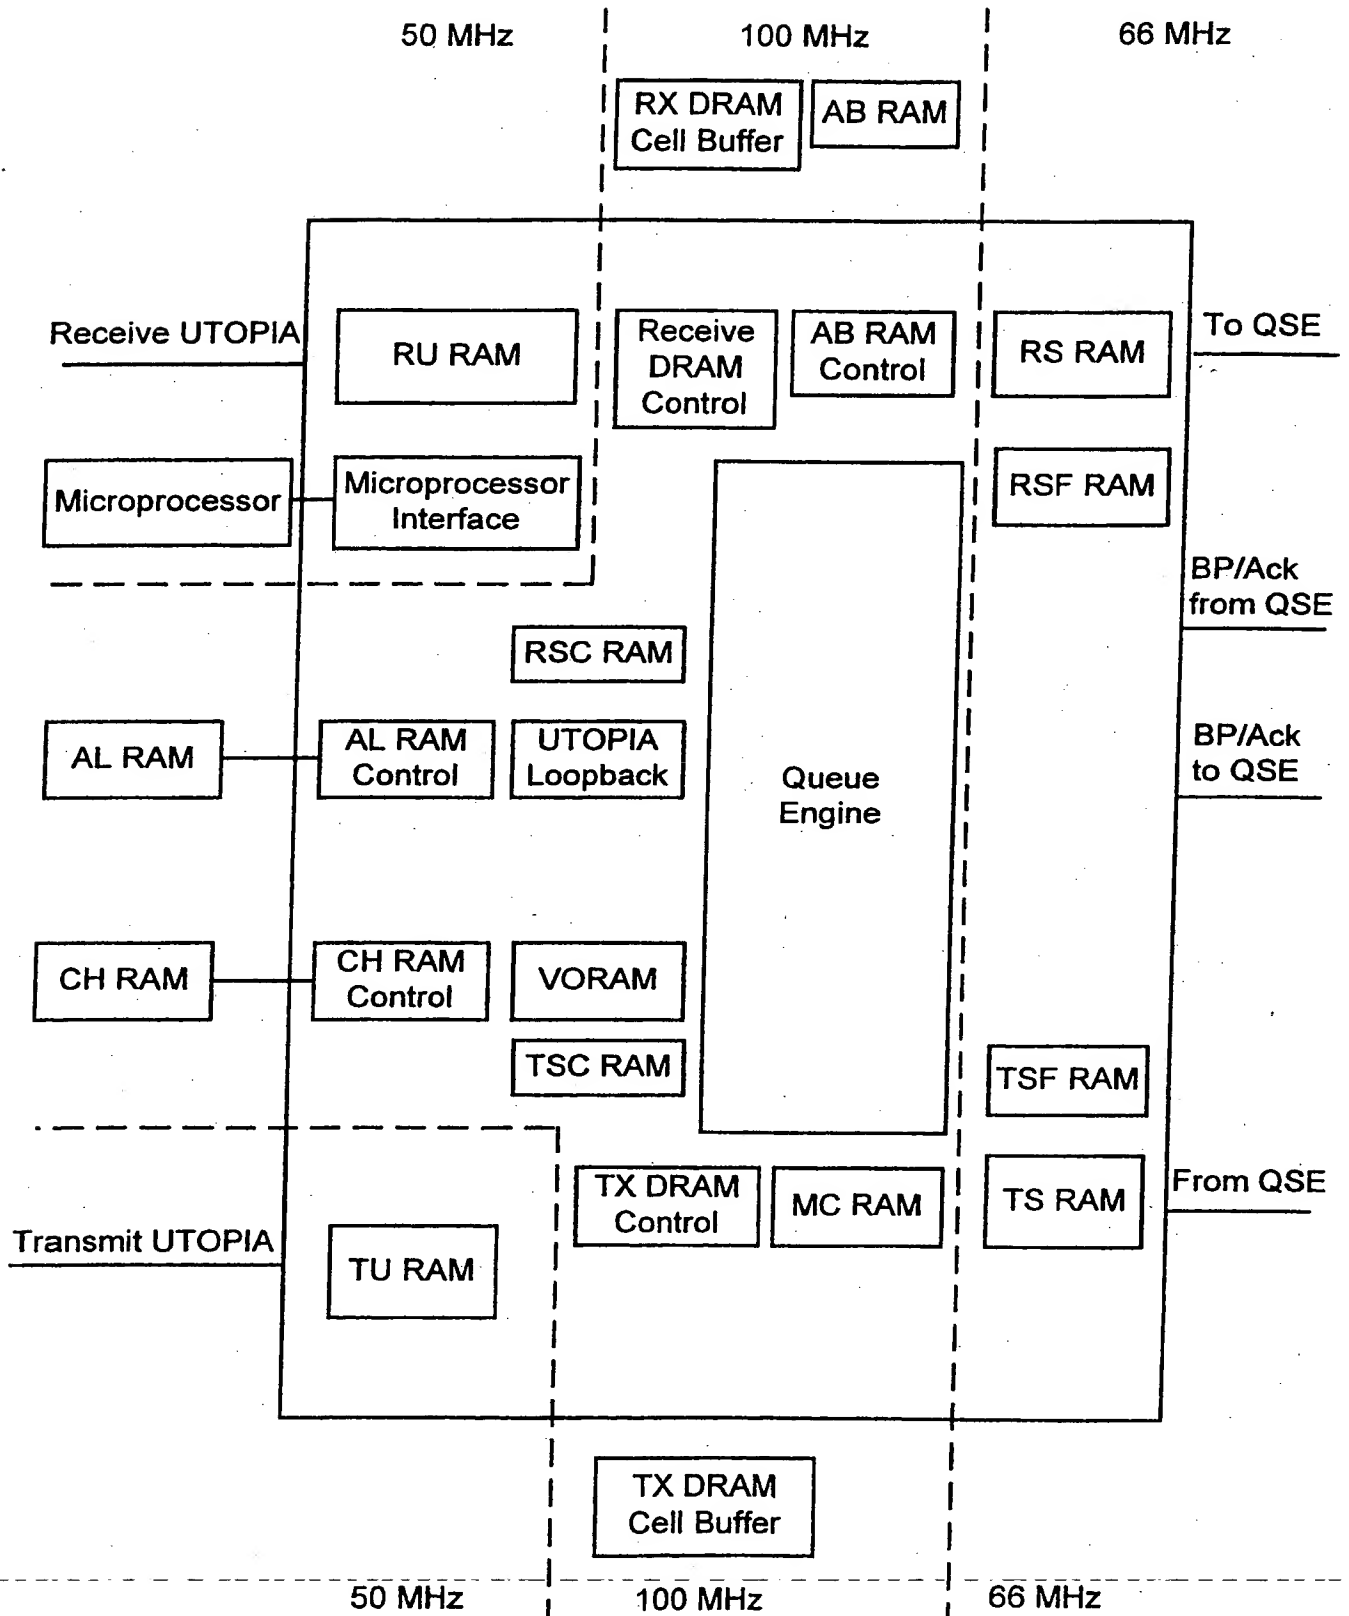 50 MHz
100 MHz
66 MHz
RX DRAM
Cell Buffer
AB RAM
Receive UTOPIA
RU RAM
Receive
DRAM
Control
AB RAM
Control
RS RAM
To QSE
Microprocessor
Microprocessor
Interface
RSF RAM
BP/Ack
from QSE
RSC RAM
AL RAM
AL RAM
Control
UTOPIA
Loopback
Queue
Engine
BP/Ack
to QSE
CH RAM
CH RAM
Control
VORAM
TSC RAM
TSF RAM
Transmit UTOPIA
TU RAM
TX DRAM
Control
MC RAM
TS RAM
From QSE
TX DRAM
Cell Buffer
50 MHz
100 MHz
66 MHz